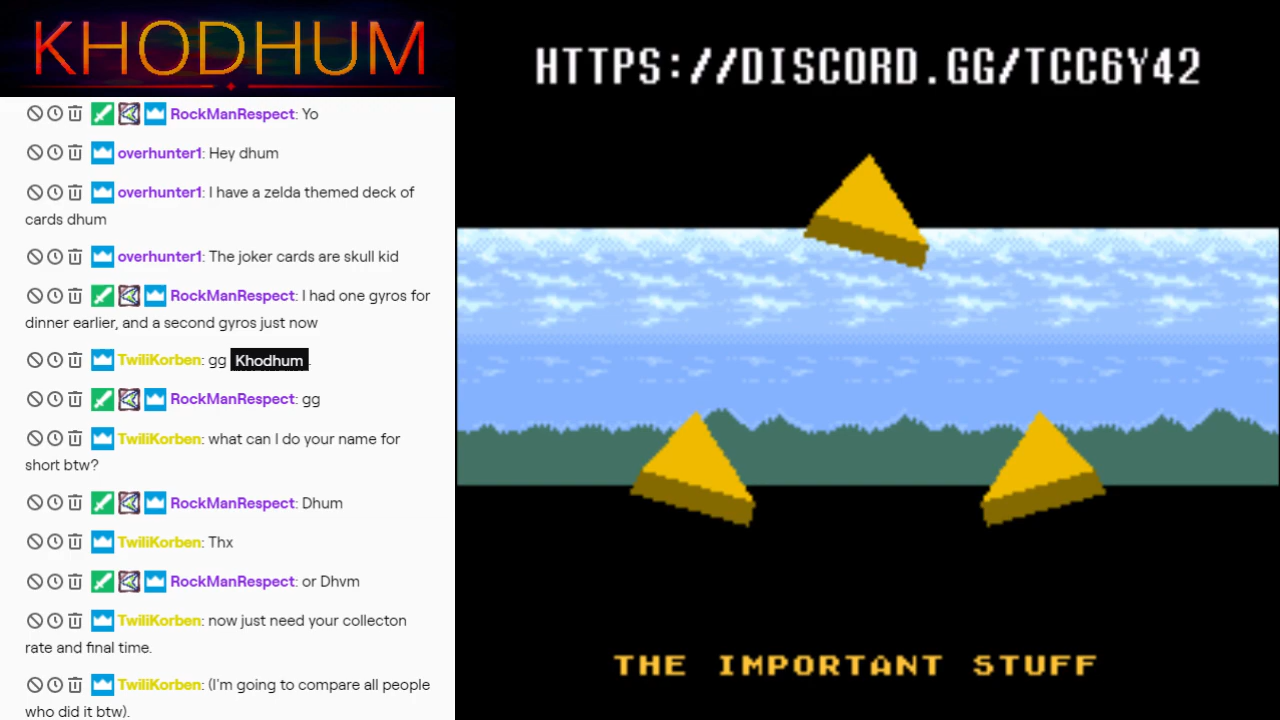 KHODHUM
RockManRespect: Yo
overhunter1: Hey dhum
overhunter1: I have a zelda themed deck of
cards dhum
overhunter1: The joker cards are skull kid
RockManRespect: I had one gyros for
dinner earlier, and a second gyros just now
TwiliKorben: gg Khodhum.
RockManRespect: gg
TwiliKorben: what can I do your name for
short btw?
RockManRespect: Dhum
TwiliKorben: Thx
RockManRespect: or Dhvm
TwiliKorben: now just need your collecton
rate and final time.
TwiliKorben: (I'm going to compare all people
who did it btw).
HTTPS://DISCORD.GG/TCC6Y42
THE IMPORTANT STUFF